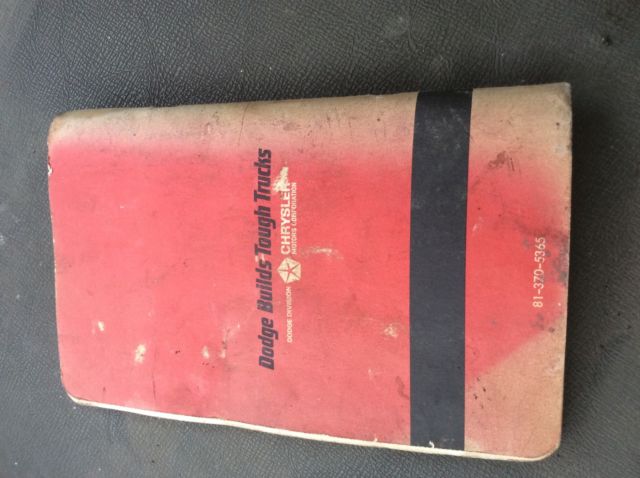 Dodge Builds Tough Trucks
DODGE DIVISION
CHRYSLER
MOTORS CORPORATION
81-370-5365